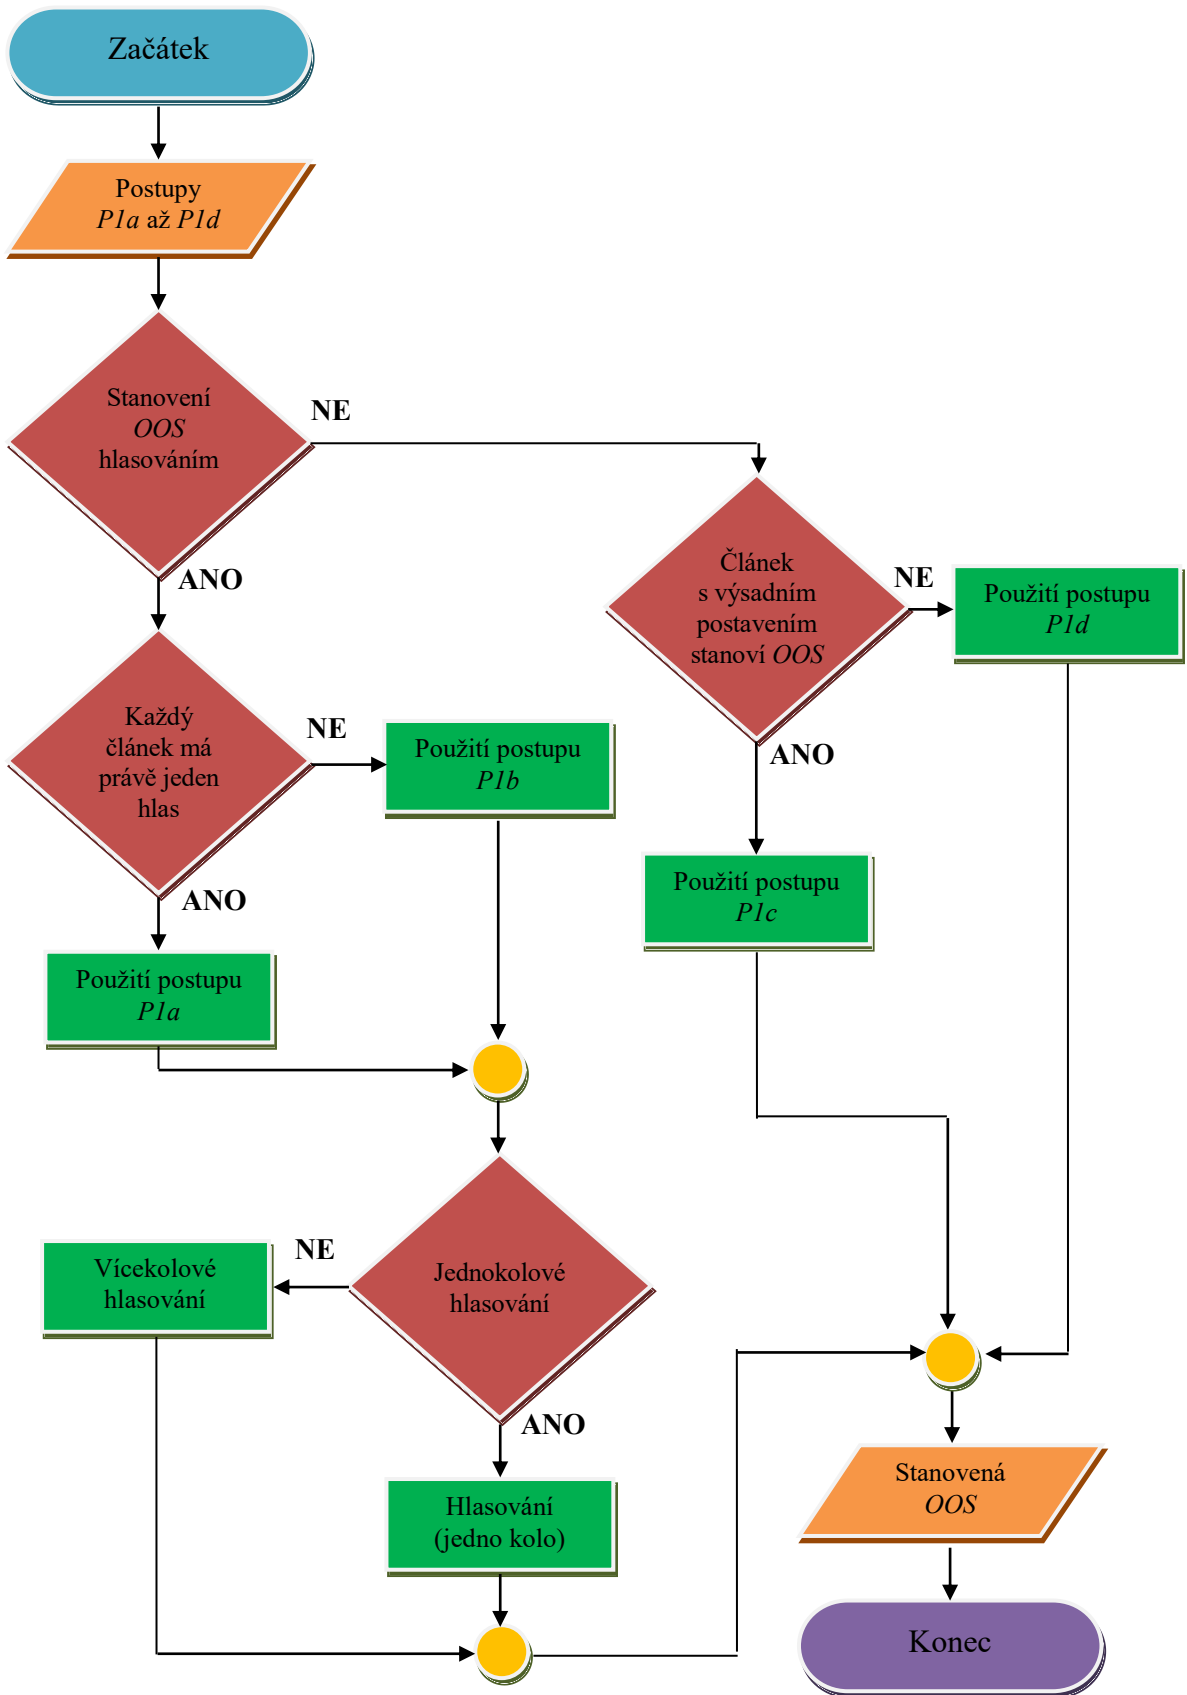 Začátek
Postupy
P1a až P1d
Stanovení
OOS
hlasováním
NE
ANO
Článek
s výsadním
postavením
stanoví OOS
NE
Použití postupu
P1d
ANO
Každý
článek má
právě jeden
hlas
NE
Použití postupu
P1b
ANO
Použití postupu
P1c
Použití postupu
P1a
Jednokolové
hlasování
NE
Vícekolové
hlasování
ANO
Hlasování
(jedno kolo)
Stanovená
OOS
Konec